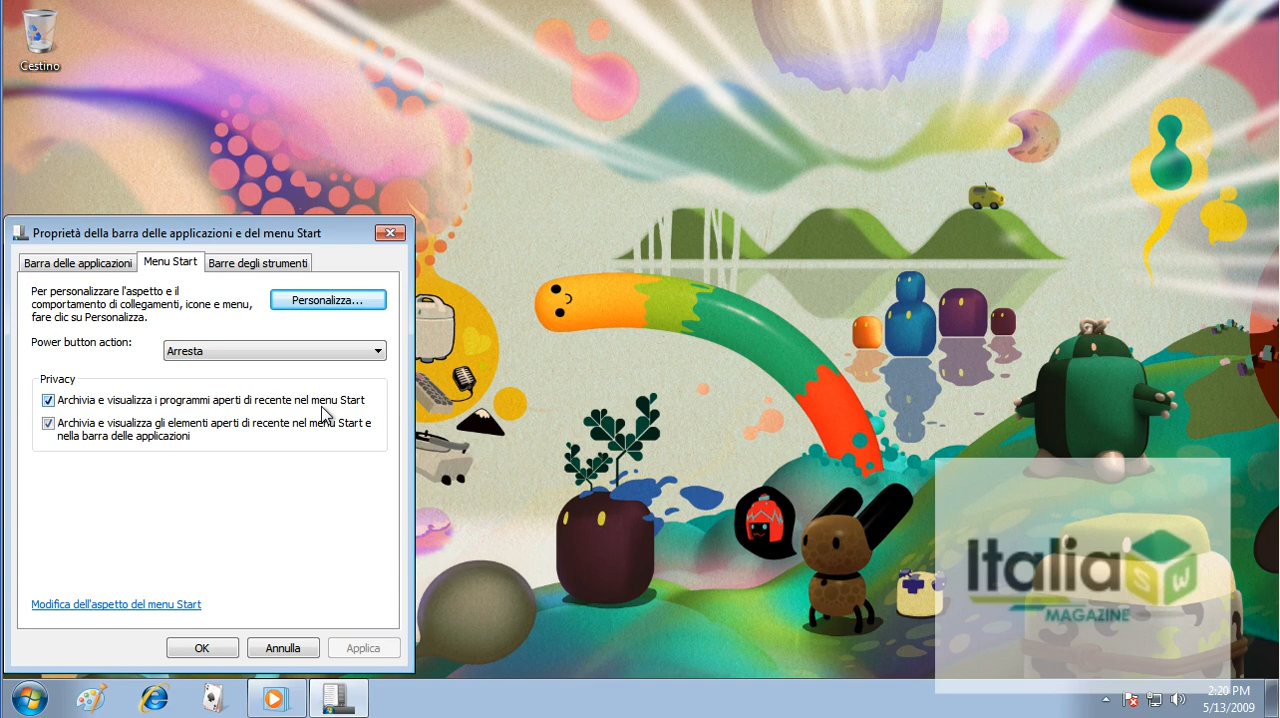 Cestino
Proprietà della barra delle applicazioni e del menu Start
Barra delle applicazioni
Menu Start
Barre degli strumenti
Per personalizzare l'aspetto e il
comportamento di collegamenti, icone e menu,
fare clic su Personalizza.
Personalizza...
Power button action:
Arresta
Privacy
Archivia e visualizza i programmi aperti di recente nel menu Start
Archivia e visualizza gli elementi aperti di recente nel menu Start e
nella barra delle applicazioni
Modifica dell'aspetto del menu Start
OK
Annulla
Applica
Italia
SW
MAGAZINE
2:20 PM
5/13/2009